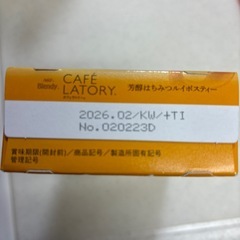 Blendy
CAFÉ
LATORY.
芳醇はちみつルイボスティー
2026.02/KW/+TI
No.020223D
賞味期限(開封前)/商品記号/製造所固有記号
管理記号